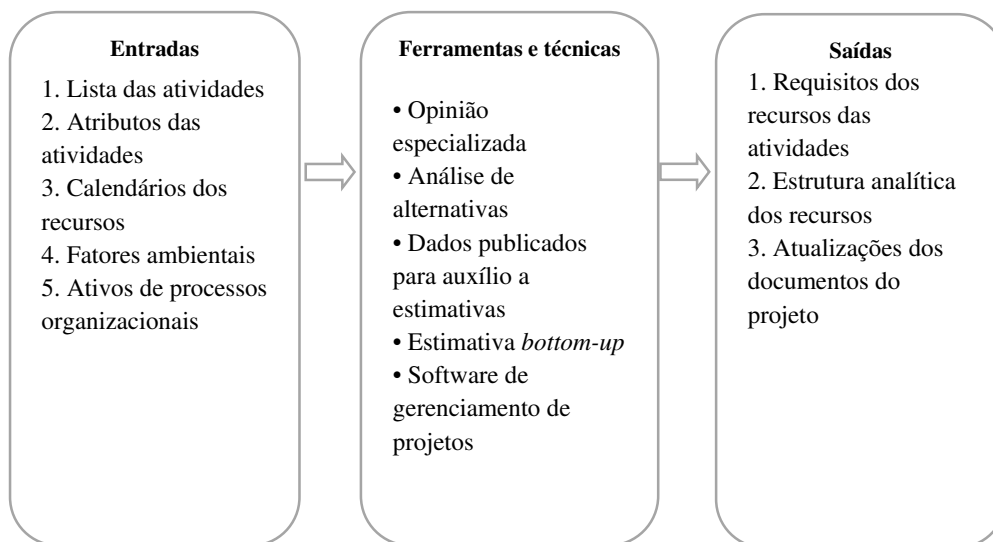 Entradas
1. Lista das atividades
2. Atributos das
atividades
3. Calendários dos
recursos
4. Fatores ambientais
5. Ativos de processos
organizacionais
Ferramentas e técnicas
• Opinião
especializada
• Análise de
alternativas
• Dados publicados
para auxílio a
estimativas
• Estimativa bottom-up
• Software de
gerenciamento de
projetos
Saídas
1. Requisitos dos
recursos das
atividades
2. Estrutura analítica
dos recursos
3. Atualizações dos
documentos do
projeto